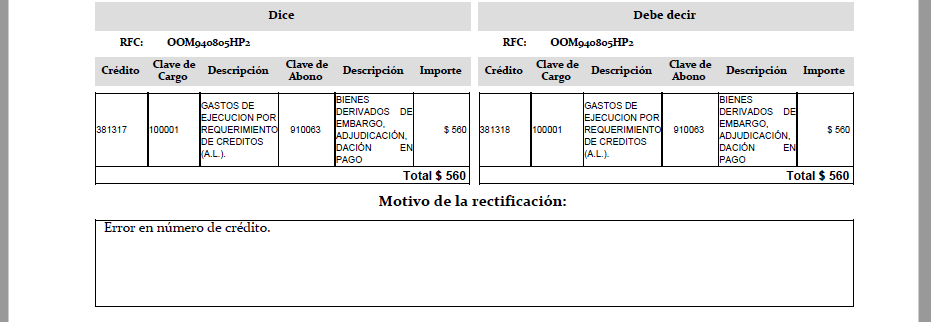 Dice
Debe decir
RFC: OOM940805HP2
RFC: OOM940805HP2
Crédito Clave de Cargo Descripción Clave de Abono Descripción Importe
Crédito Clave de Cargo Descripción Clave de Abono Descripción Importe
381317 100001 GASTOS DE EJECUCION POR REQUERIMIENTO DE CREDITOS (A.L.). 910063 BIENES DERIVADOS DE EMBARGO, ADJUDICACIÓN, DACIÓN EN PAGO $ 560
381318 100001 GASTOS DE EJECUCION POR REQUERIMIENTO DE CREDITOS (A.L.). 910063 BIENES DERIVADOS DE EMBARGO, ADJUDICACIÓN, DACIÓN EN PAGO $ 560
Total $ 560
Total $ 560
Motivo de la rectificación:
Error en número de crédito.